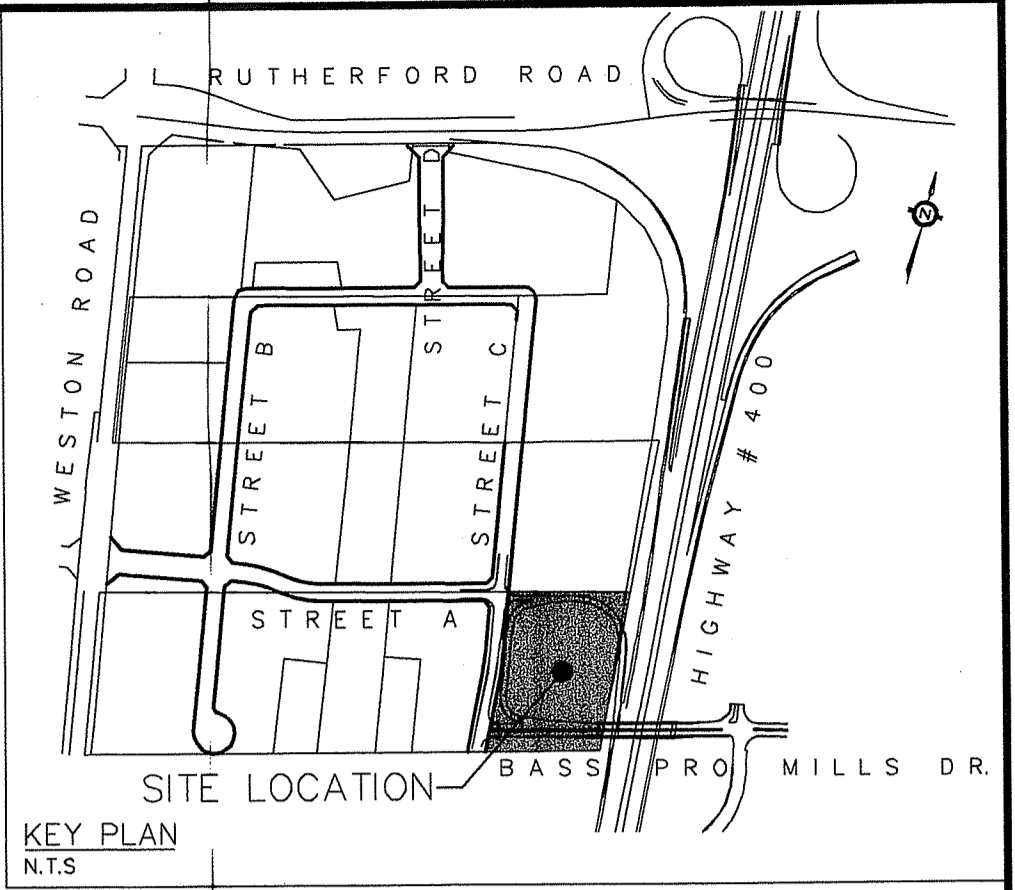 RUTHERFORD ROAD
N
WESTON ROAD
STREET D
STREET B
STREET C
HIGHWAY # 400
STREET A
BASS PRO MILLS DR.
SITE LOCATION
KEY PLAN
N.T.S